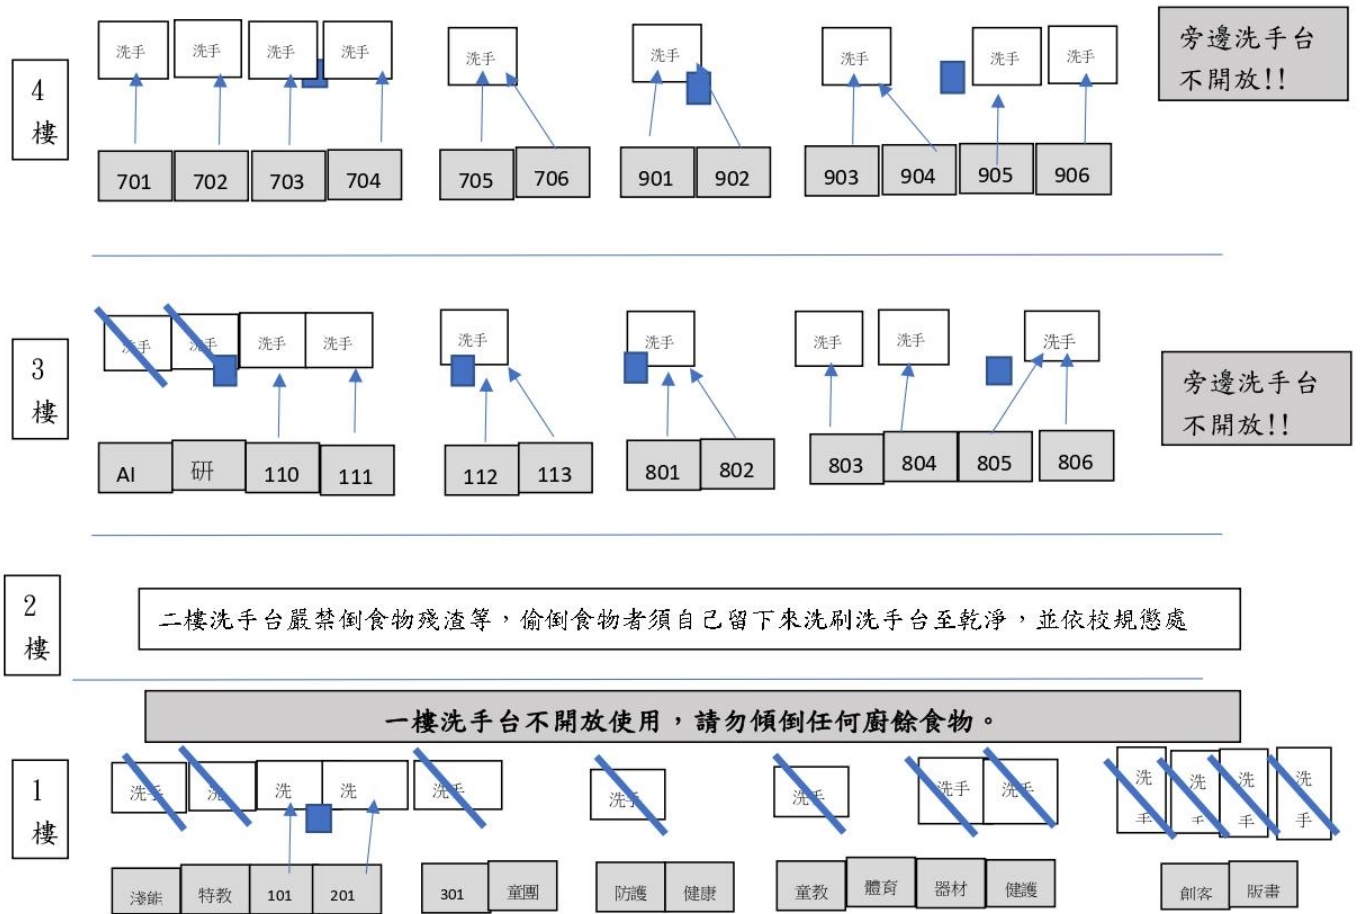 洗手 洗手 洗手 洗手 洗手 洗手 洗手 洗手 洗手
旁邊洗手台
不開放!!
4
樓
701 702 703 704 705 706 901 902 903 904 905 906
洗手 洗手 洗手 洗手 洗手 洗手 洗手 洗手 洗手
3
樓
旁邊洗手台
不開放!!
AI 研 110 111 112 113 801 802 803 804 805 806
2
樓
二樓洗手台嚴禁倒食物殘渣等，偷倒食物者須自己留下來洗刷洗手台至乾淨，並依校規懲處
一樓洗手台不開放使用，請勿傾倒任何廚餘食物。
1
樓
洗手 洗 洗 洗 洗手 洗手 洗手 洗手 洗手 洗 洗 洗 洗
手 手 手 手
淺能 特教 101 201 301 童團 防護 健康 童教 體育 器材 健護 創客 版畫